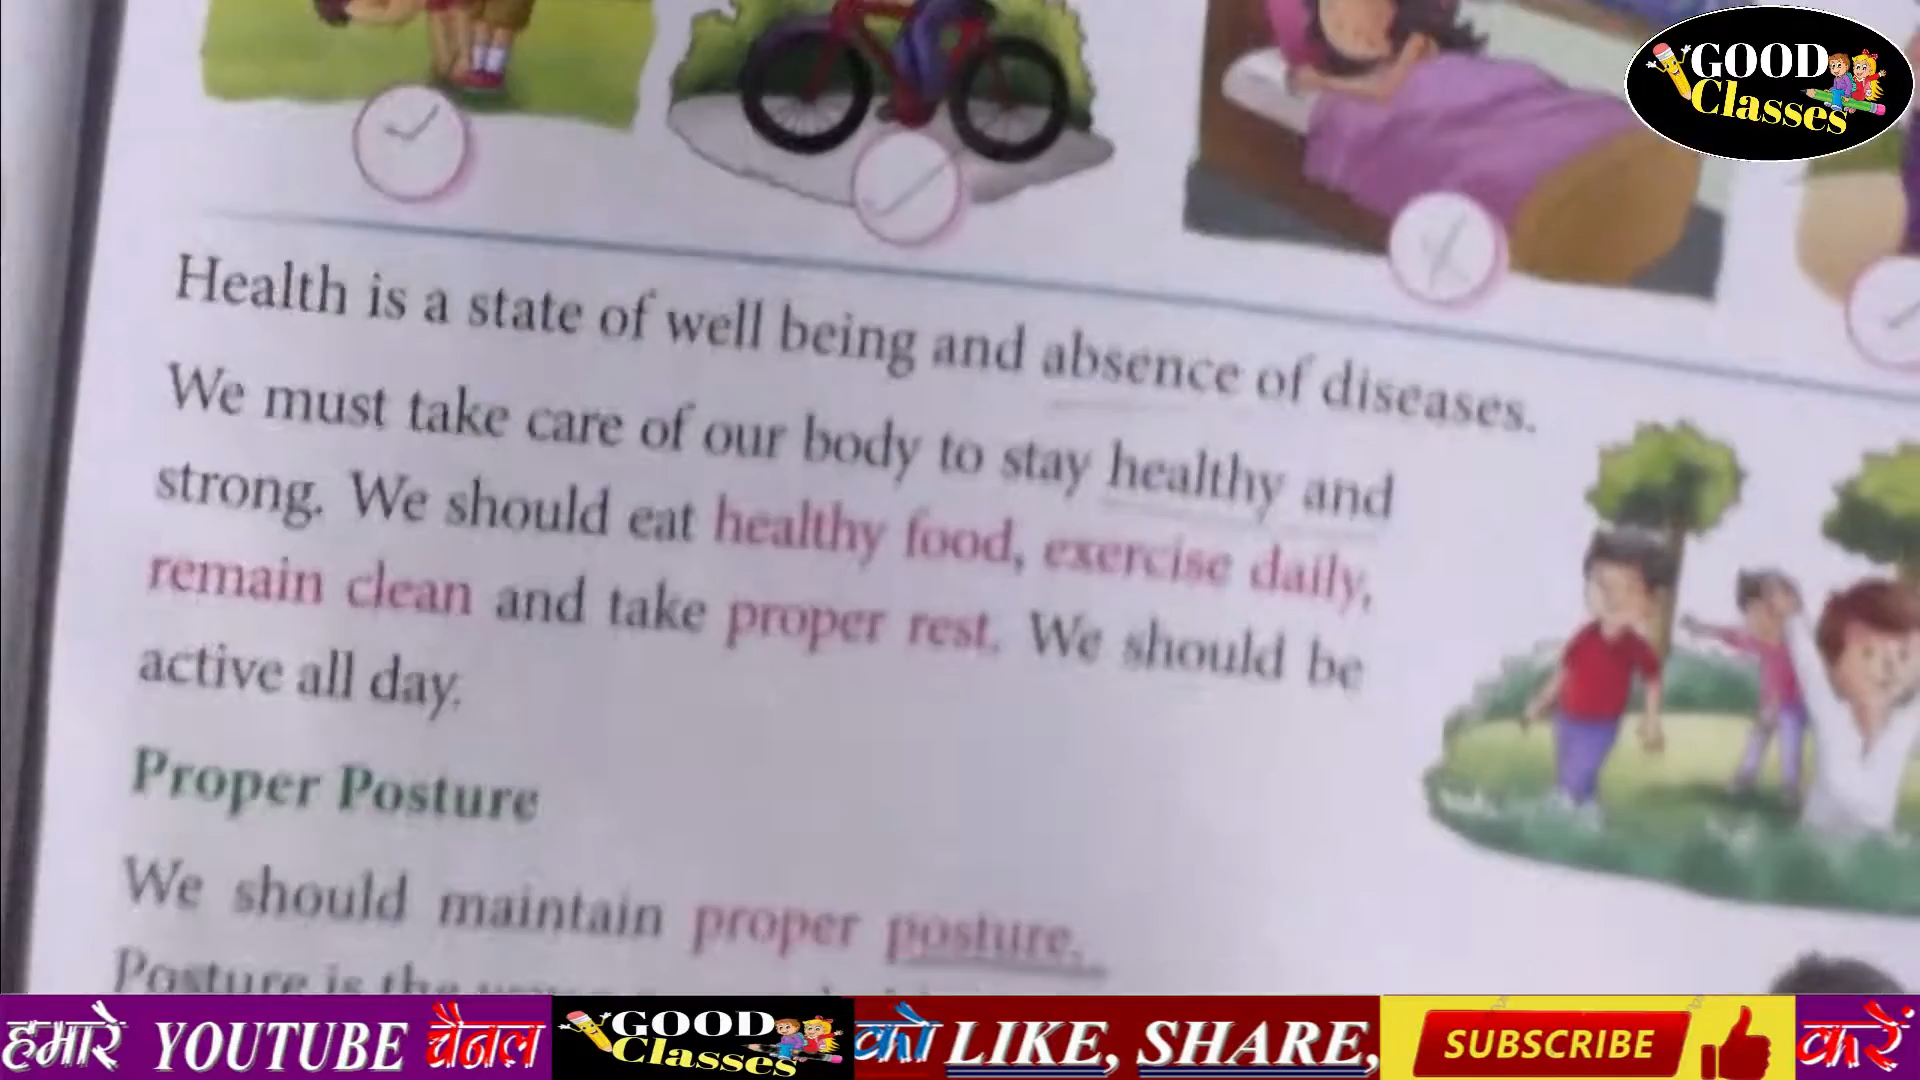 GOOD
Classes
Health is a state of well being and absence of diseases.
We must take care of our body to stay healthy and
strong. We should eat healthy food, exercise daily,
remain clean and take proper rest. We should be
active all day.
Proper Posture
We should maintain proper posture.
Posture is the
हमारे YOUTUBE चैनल GOOD Classes को LIKE, SHARE, SUBSCRIBE करें